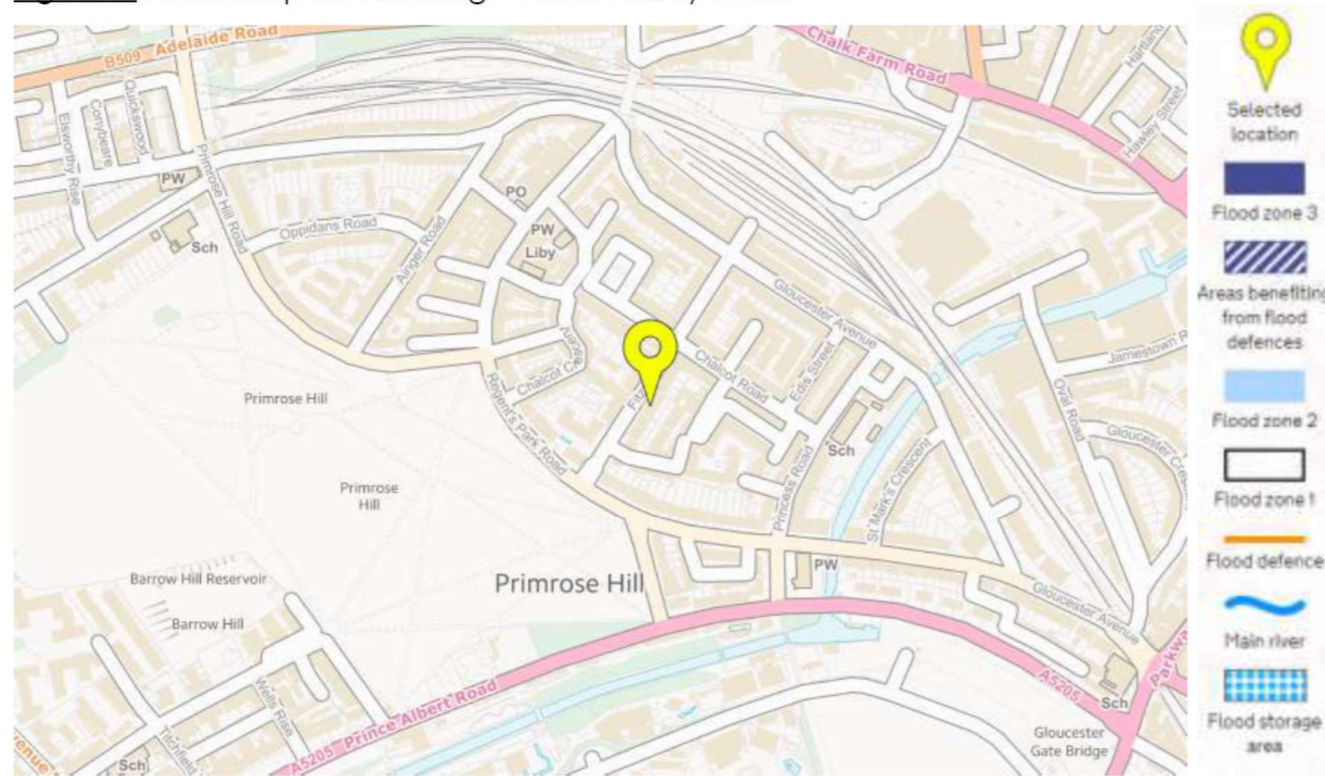 B509 Adelaide Road
Chalk Farm Road
Hartland
Hawley Street
Quickswood
Conybeare
Elsworthy Rise
PW
Primrose Hill Road
Sch
Oppidans Road
Ainger Road
PO
PW
Liby
Gloucester Avenue
Jamestown R
Chalcot Cres
Chalcot Road
Edis Street
Oval Road
Primrose Hill
Regent's Park Road
Gloucester Cres
Sch
Primrose
Hill
Princess Road
St Mark's Crescent
Barrow Hill Reservoir
Primrose Hill
PW
Barrow Hill
Gloucester Avenue
Wells Rise
A5205 Prince Albert Road
A5205
Parkwa
Sch
Titchfield
venue
Sch
Gloucester
Gate Bridge
Selected
location
Flood zone 3
Areas benefiting
from flood
defences
Flood zone 2
Flood zone 1
Flood defence
Main river
Flood storage
area